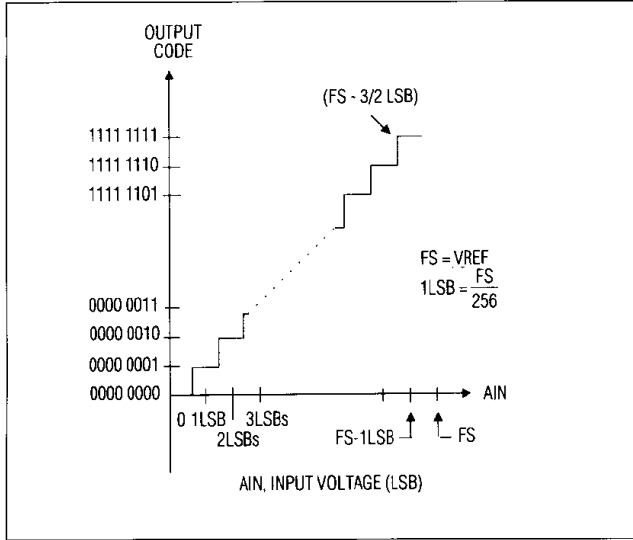 OUTPUT
CODE
(FS - 3/2 LSB)
1111 1111
1111 1110
1111 1101
FS = VREF
1LSB = FS
256
0000 0011
0000 0010
0000 0001
0000 0000
AIN
0 1LSB 3LSBs
2LSBs
FS-1LSB
FS
AIN, INPUT VOLTAGE (LSB)